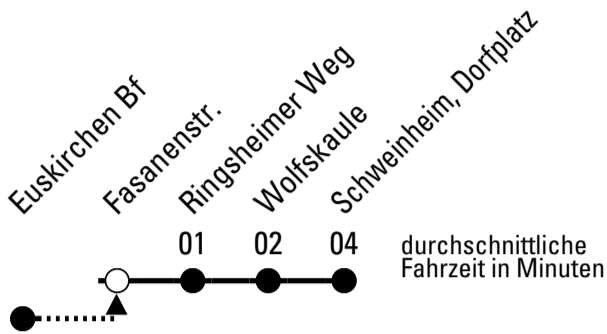 Euskirchen Bf
Fasanenstr.
Ringsheimer Weg
Wolfskaule
Schweinheim, Dorfplatz
01 02 04
durchschnittliche
Fahrzeit in Minuten